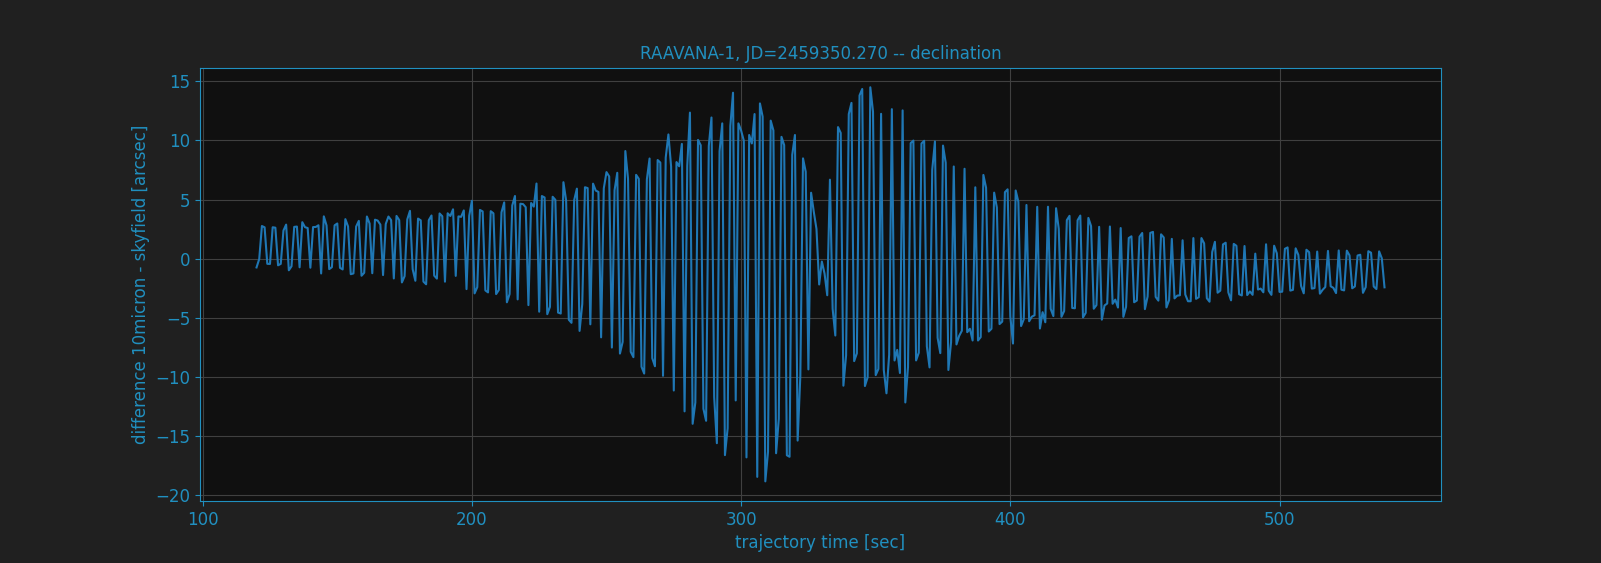 RAAVANA-1, JD=2459350.270 -- declination
difference 10micron - skyfield [arcsec]
15
10
5
0
−5
−10
−15
−20
100 200 300 400 500
trajectory time [sec]